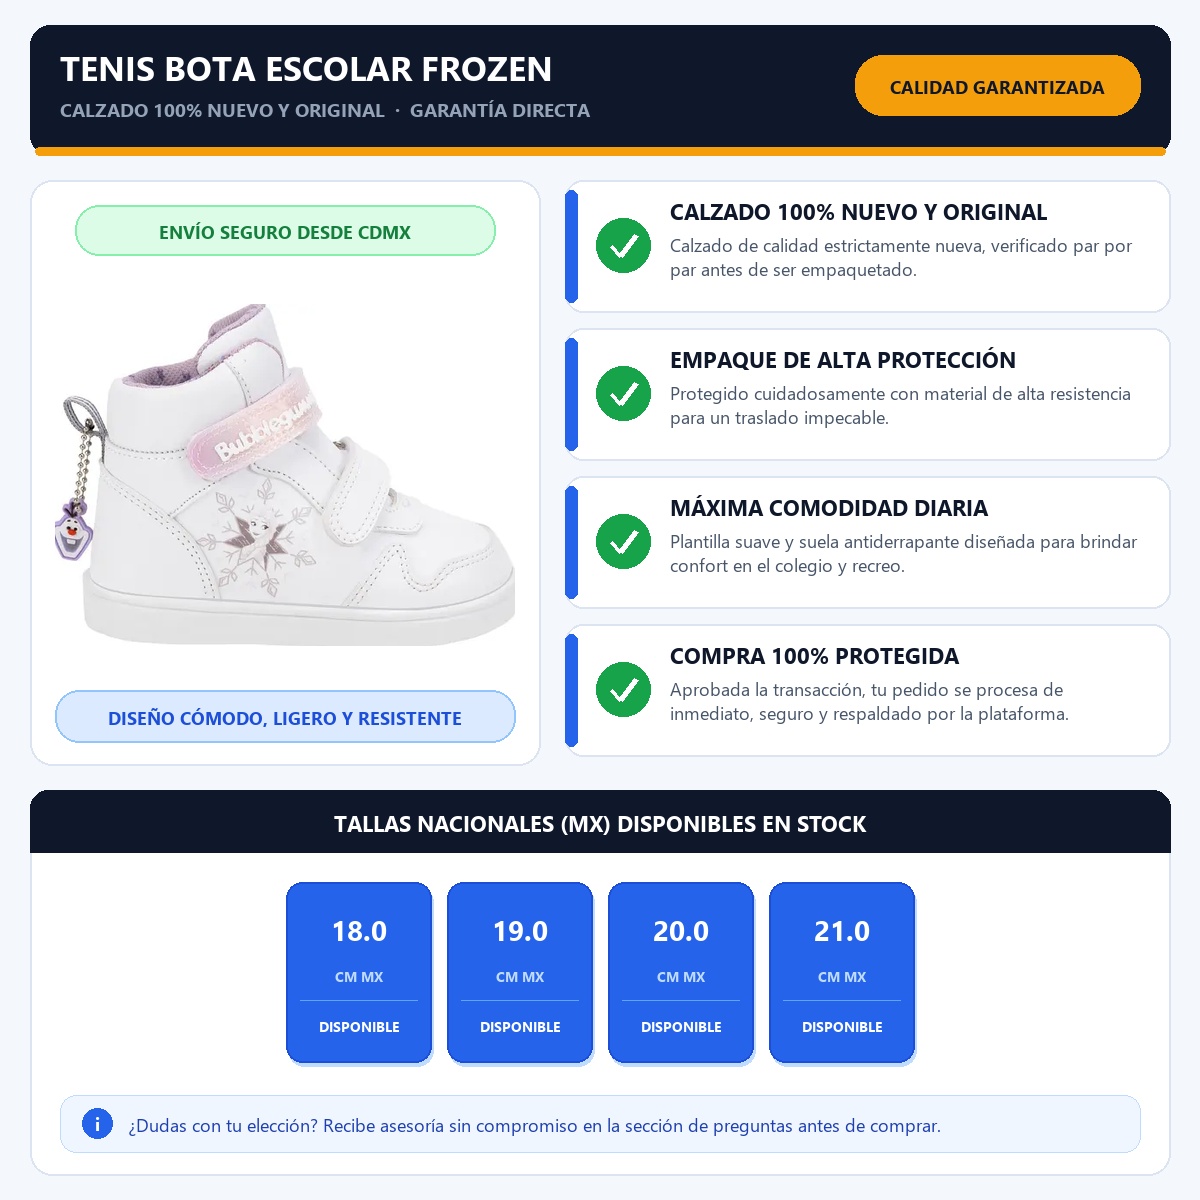 TENIS BOTA ESCOLAR FROZEN
CALZADO 100% NUEVO Y ORIGINAL · GARANTÍA DIRECTA
CALIDAD GARANTIZADA
ENVÍO SEGURO DESDE CDMX
Bubblegum
DISEÑO CÓMODO, LIGERO Y RESISTENTE
CALZADO 100% NUEVO Y ORIGINAL
Calzado de calidad estrictamente nueva, verificado par por
par antes de ser empaquetado.
EMPAQUE DE ALTA PROTECCIÓN
Protegido cuidadosamente con material de alta resistencia
para un traslado impecable.
MÁXIMA COMODIDAD DIARIA
Plantilla suave y suela antiderrapante diseñada para brindar
confort en el colegio y recreo.
COMPRA 100% PROTEGIDA
Aprobada la transacción, tu pedido se procesa de
inmediato, seguro y respaldado por la plataforma.
TALLAS NACIONALES (MX) DISPONIBLES EN STOCK
18.0
CM MX
DISPONIBLE
19.0
CM MX
DISPONIBLE
20.0
CM MX
DISPONIBLE
21.0
CM MX
DISPONIBLE
¿Dudas con tu elección? Recibe asesoría sin compromiso en la sección de preguntas antes de comprar.